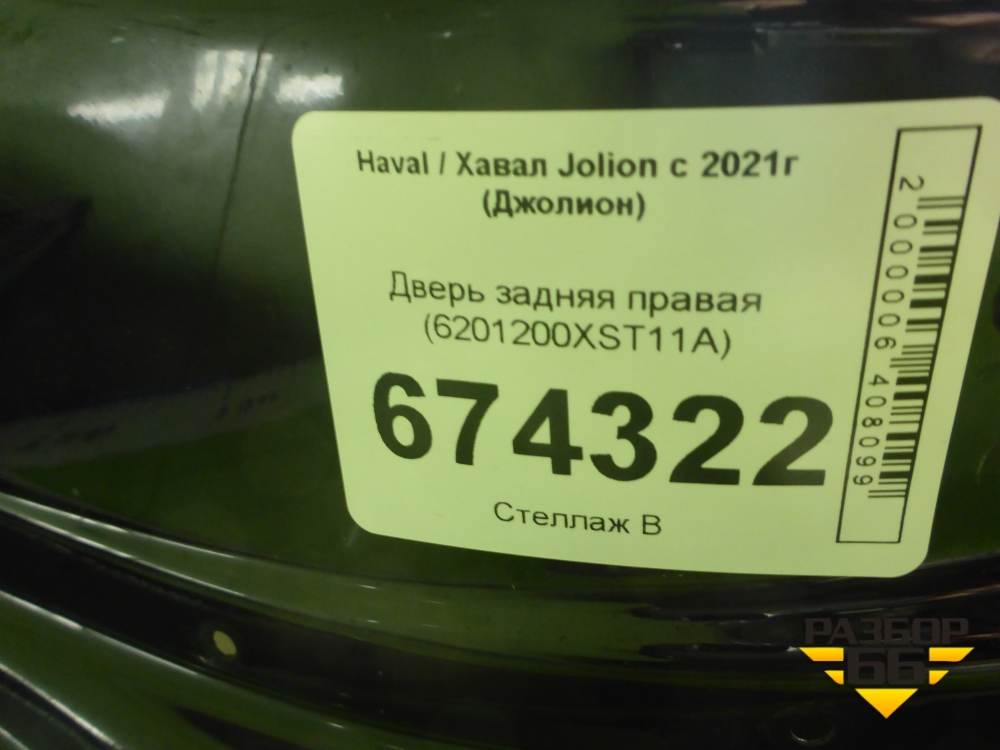 Haval / Хавал Jolion с 2021г
(Джолион)
Дверь задняя правая
(6201200XST11A)
674322
Стеллаж В
2000006408099
РАЗБОР
66